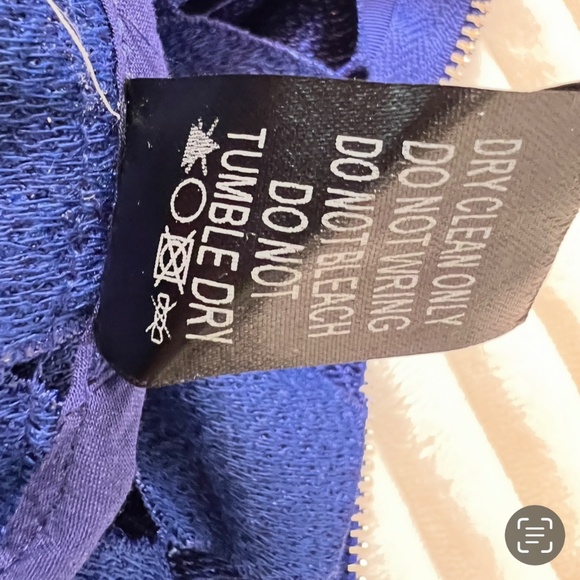 DRY CLEAN ONLY
DO NOT WRING
DO NOT BLEACH
DO NOT
TUMBLE DRY